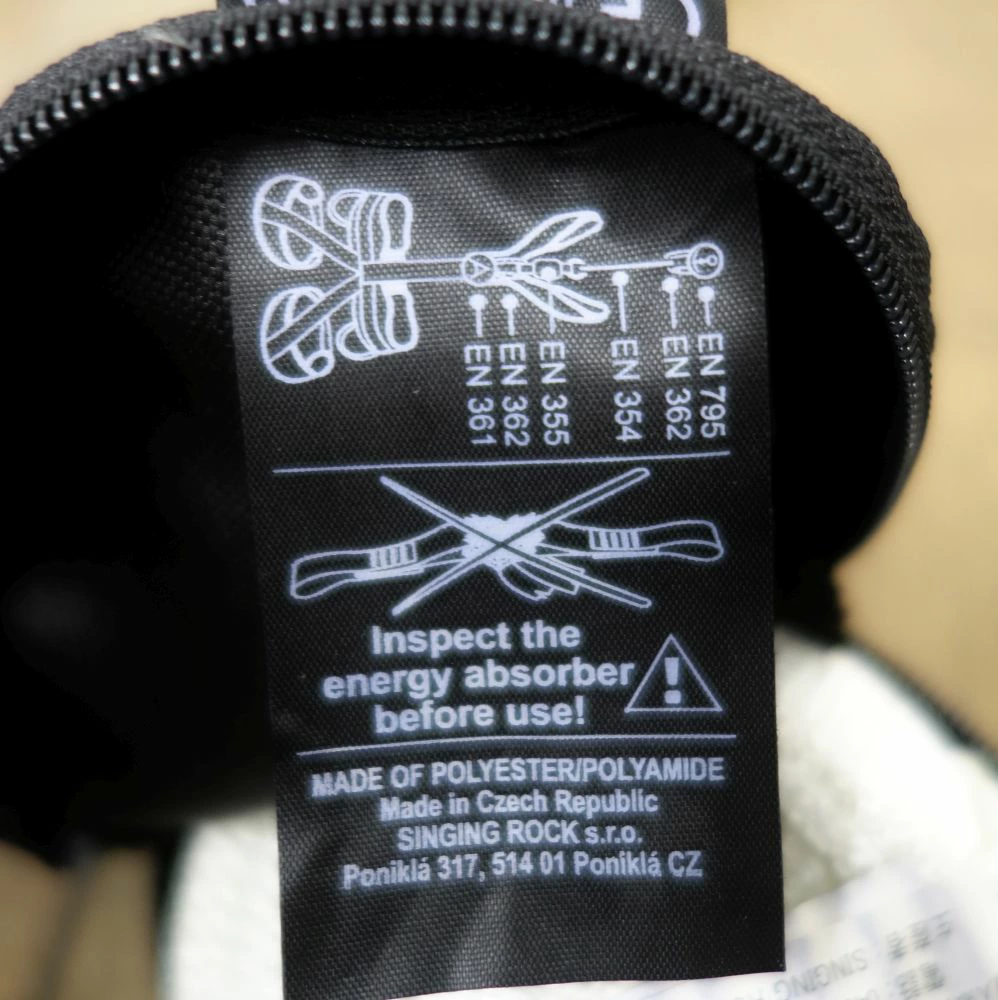 EN 361
EN 362
EN 355
EN 354
EN 362
EN 795
Inspect the
energy absorber
before use!
MADE OF POLYESTER/POLYAMIDE
Made in Czech Republic
SINGING ROCK s.r.o.
Poniklá 317, 514 01 Poniklá CZ
SINGING